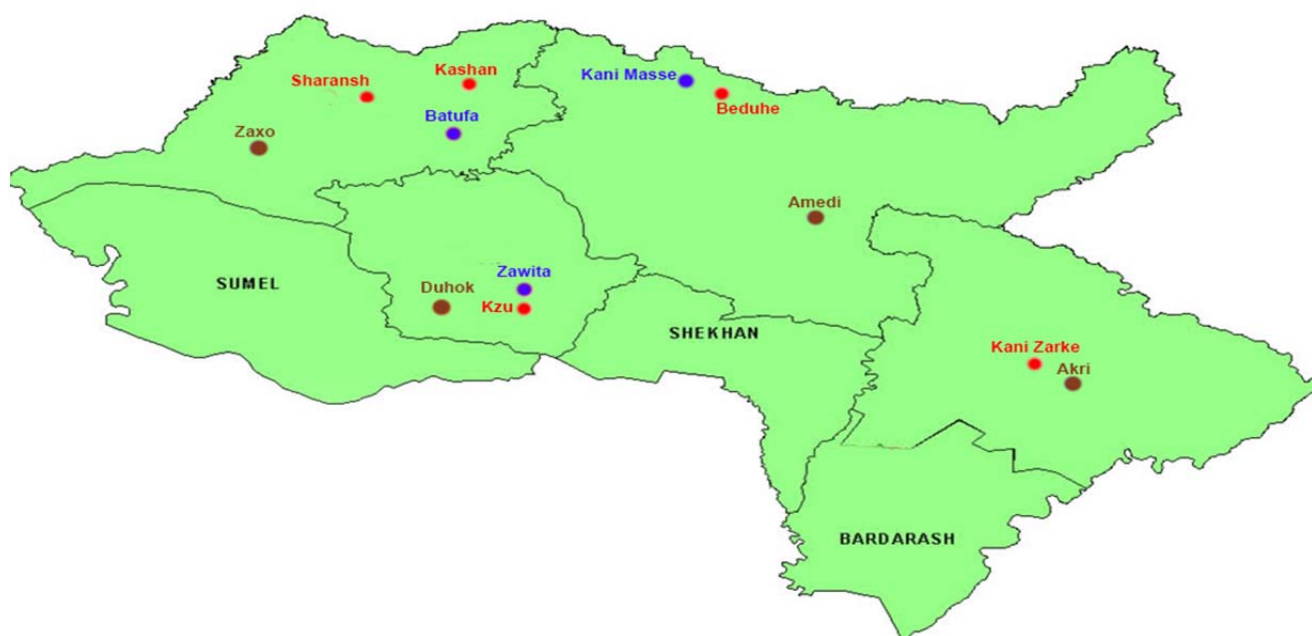 Kashan
Sharansh
Kani Masse
Beduhe
Batufa
Zaxo
Amedi
Zawita
SUMEL
Duhok
Kzu
SHEKHAN
Kani Zarke
Akri
BARDARASH